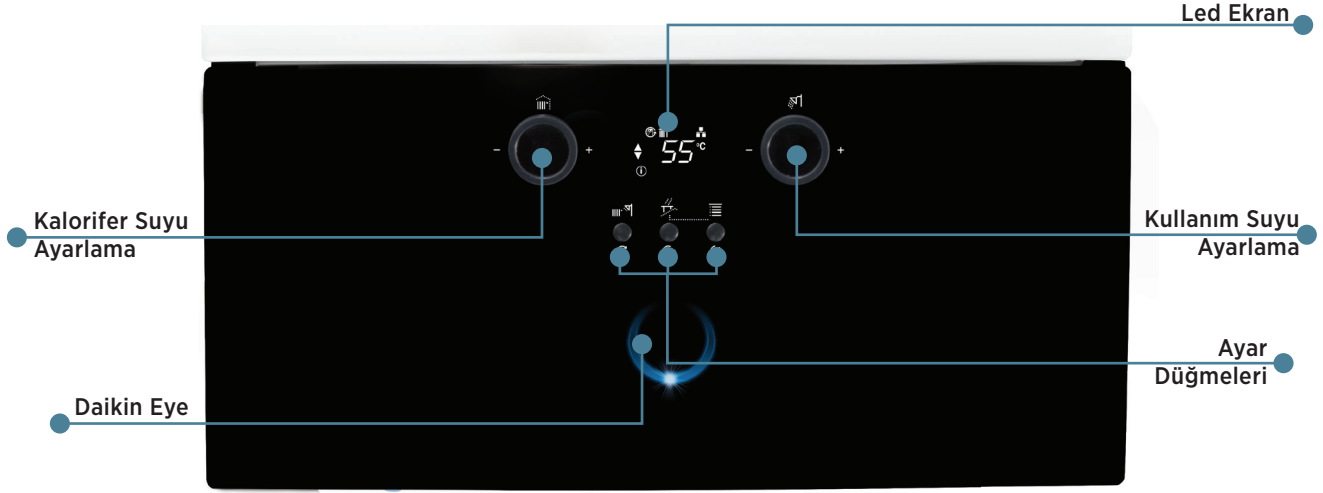 Led Ekran
- +
- +
55°C
Kalorifer Suyu
Ayarlama
Kullanım Suyu
Ayarlama
Ayar
Düğmeleri
Daikin Eye